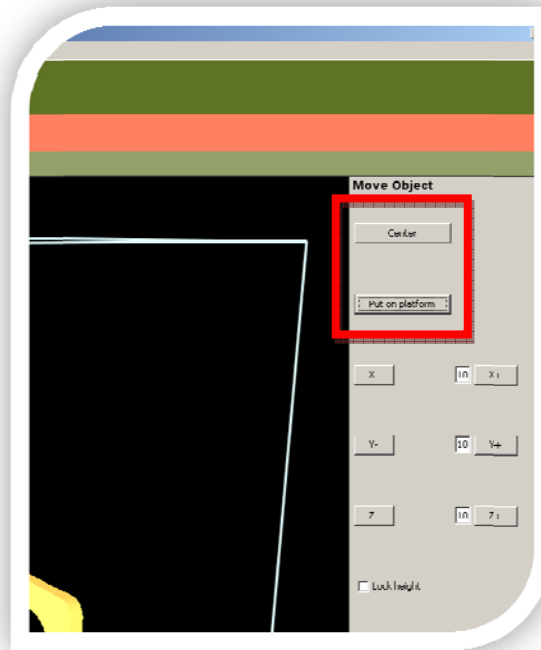 Move Object
Center
Put on platform
X 10 X+
Y- 10 Y+
Z 10 Z+
Lock height